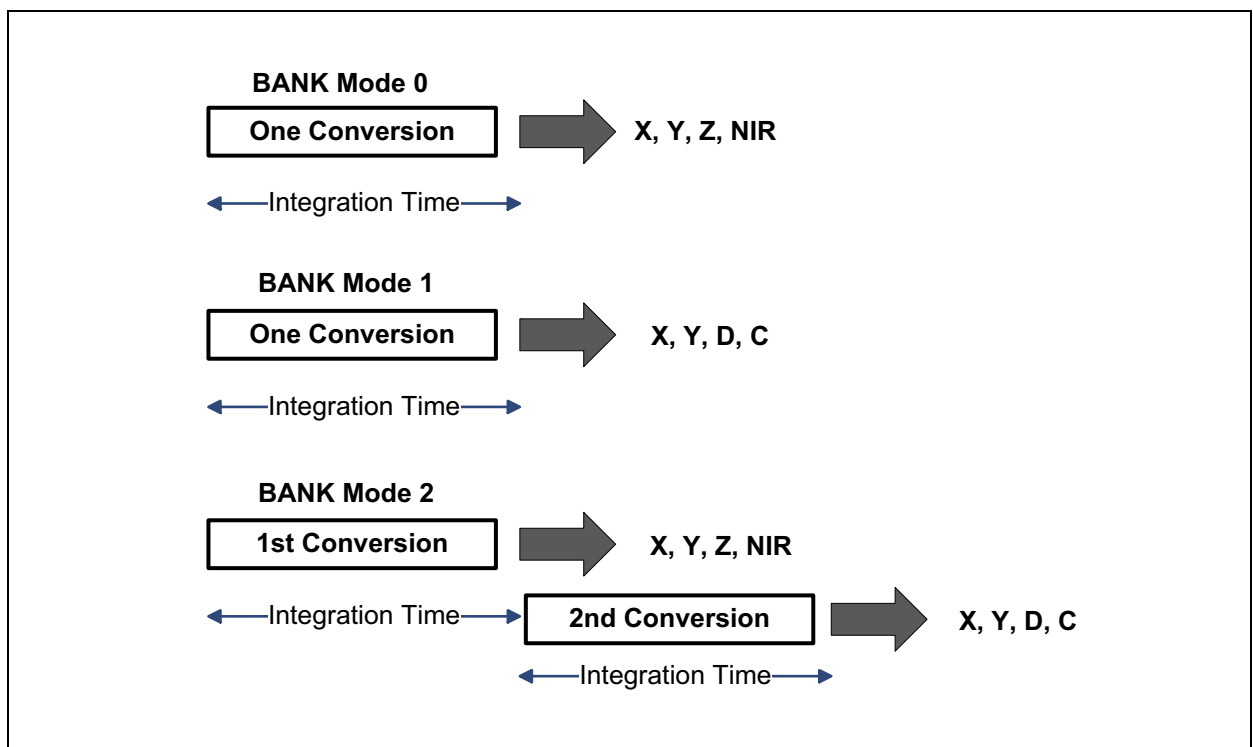 BANK Mode 0
One Conversion
X, Y, Z, NIR
Integration Time
BANK Mode 1
One Conversion
X, Y, D, C
Integration Time
BANK Mode 2
1st Conversion
X, Y, Z, NIR
Integration Time
2nd Conversion
X, Y, D, C
Integration Time